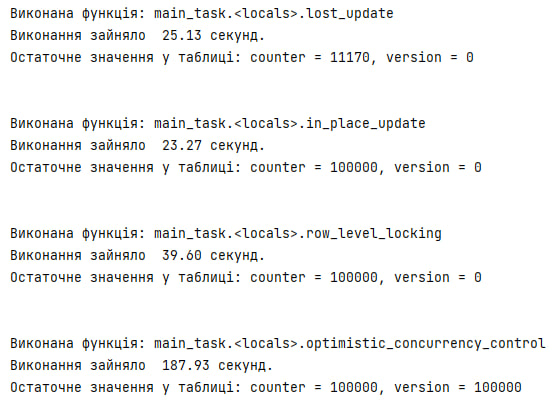 Виконана функція: main_task.<locals>.lost_update
Виконання зайняло  25.13 секунд.
Остаточне значення у таблиці: counter = 11170, version = 0
Виконана функція: main_task.<locals>.in_place_update
Виконання зайняло  23.27 секунд.
Остаточне значення у таблиці: counter = 100000, version = 0
Виконана функція: main_task.<locals>.row_level_locking
Виконання зайняло  39.60 секунд.
Остаточне значення у таблиці: counter = 100000, version = 0
Виконана функція: main_task.<locals>.optimistic_concurrency_control
Виконання зайняло  187.93 секунд.
Остаточне значення у таблиці: counter = 100000, version = 100000